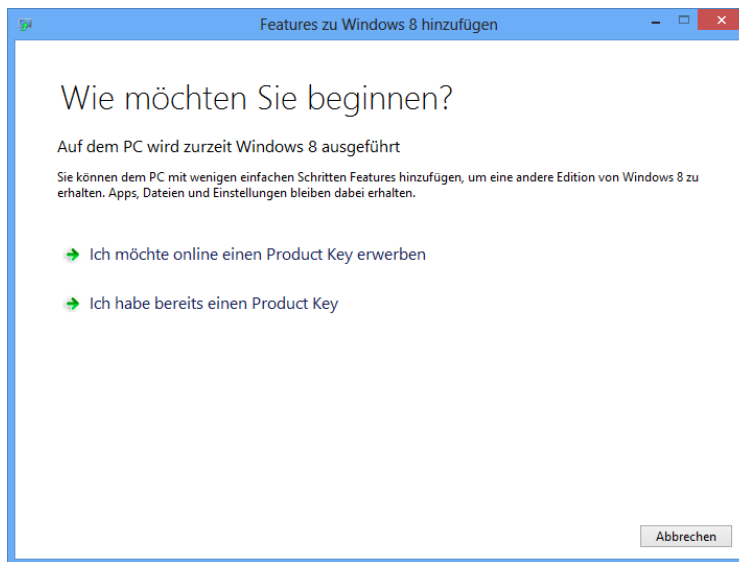 Features zu Windows 8 hinzufügen
Wie möchten Sie beginnen?
Auf dem PC wird zurzeit Windows 8 ausgeführt
Sie können dem PC mit wenigen einfachen Schritten Features hinzufügen, um eine andere Edition von Windows 8 zu
erhalten. Apps, Dateien und Einstellungen bleiben dabei erhalten.
Ich möchte online einen Product Key erwerben
Ich habe bereits einen Product Key
Abbrechen